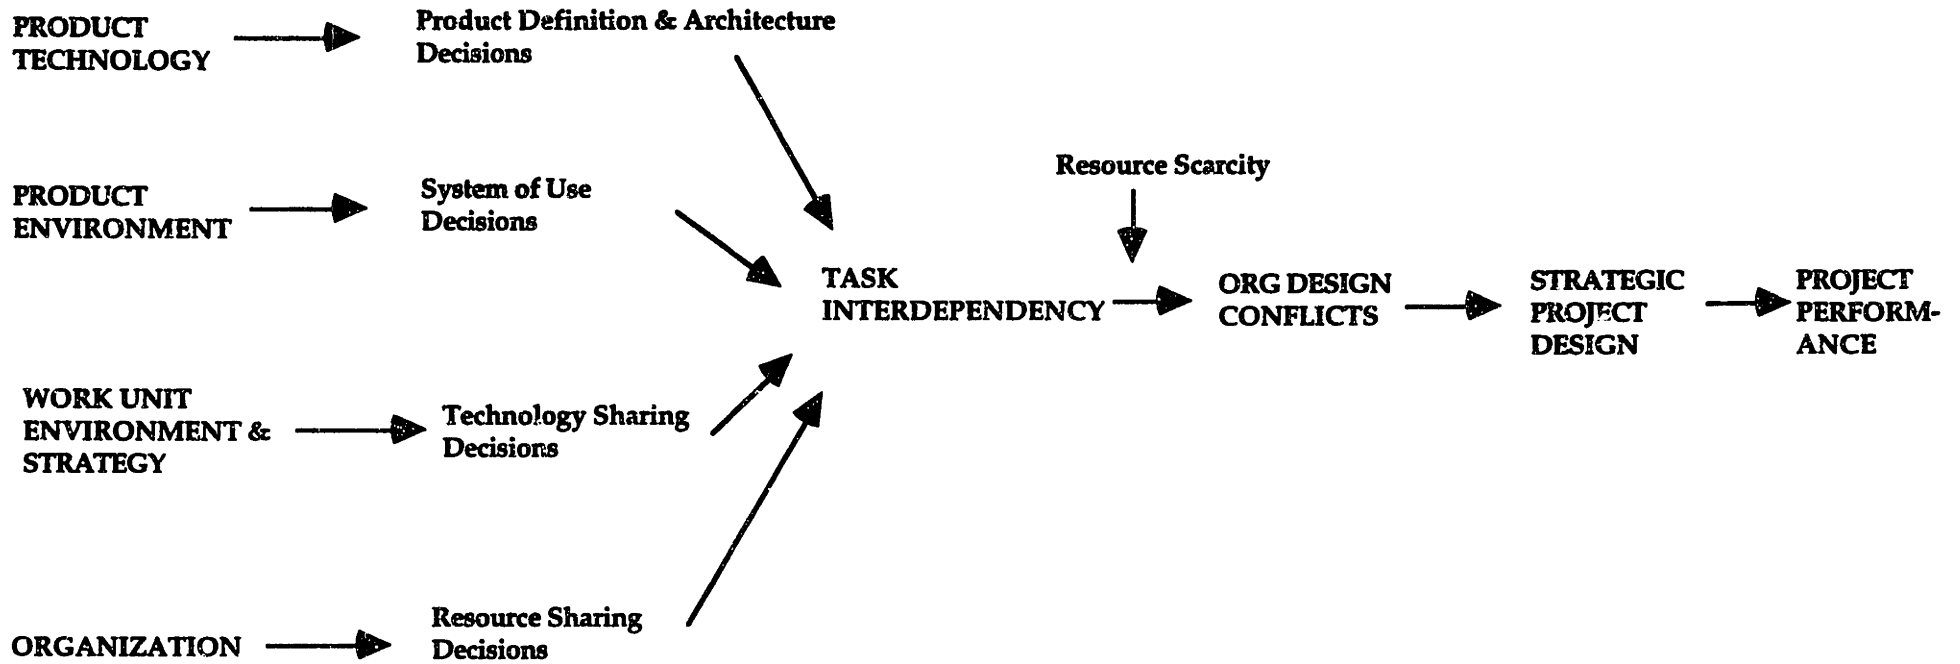 PRODUCT
TECHNOLOGY
Product Definition & Architecture
Decisions
PRODUCT
ENVIRONMENT
System of Use
Decisions
WORK UNIT
ENVIRONMENT &
STRATEGY
Technology Sharing
Decisions
ORGANIZATION
Resource Sharing
Decisions
TASK
INTERDEPENDENCY
Resource Scarcity
ORG DESIGN
CONFLICTS
STRATEGIC
PROJECT
DESIGN
PROJECT
PERFORM-
ANCE